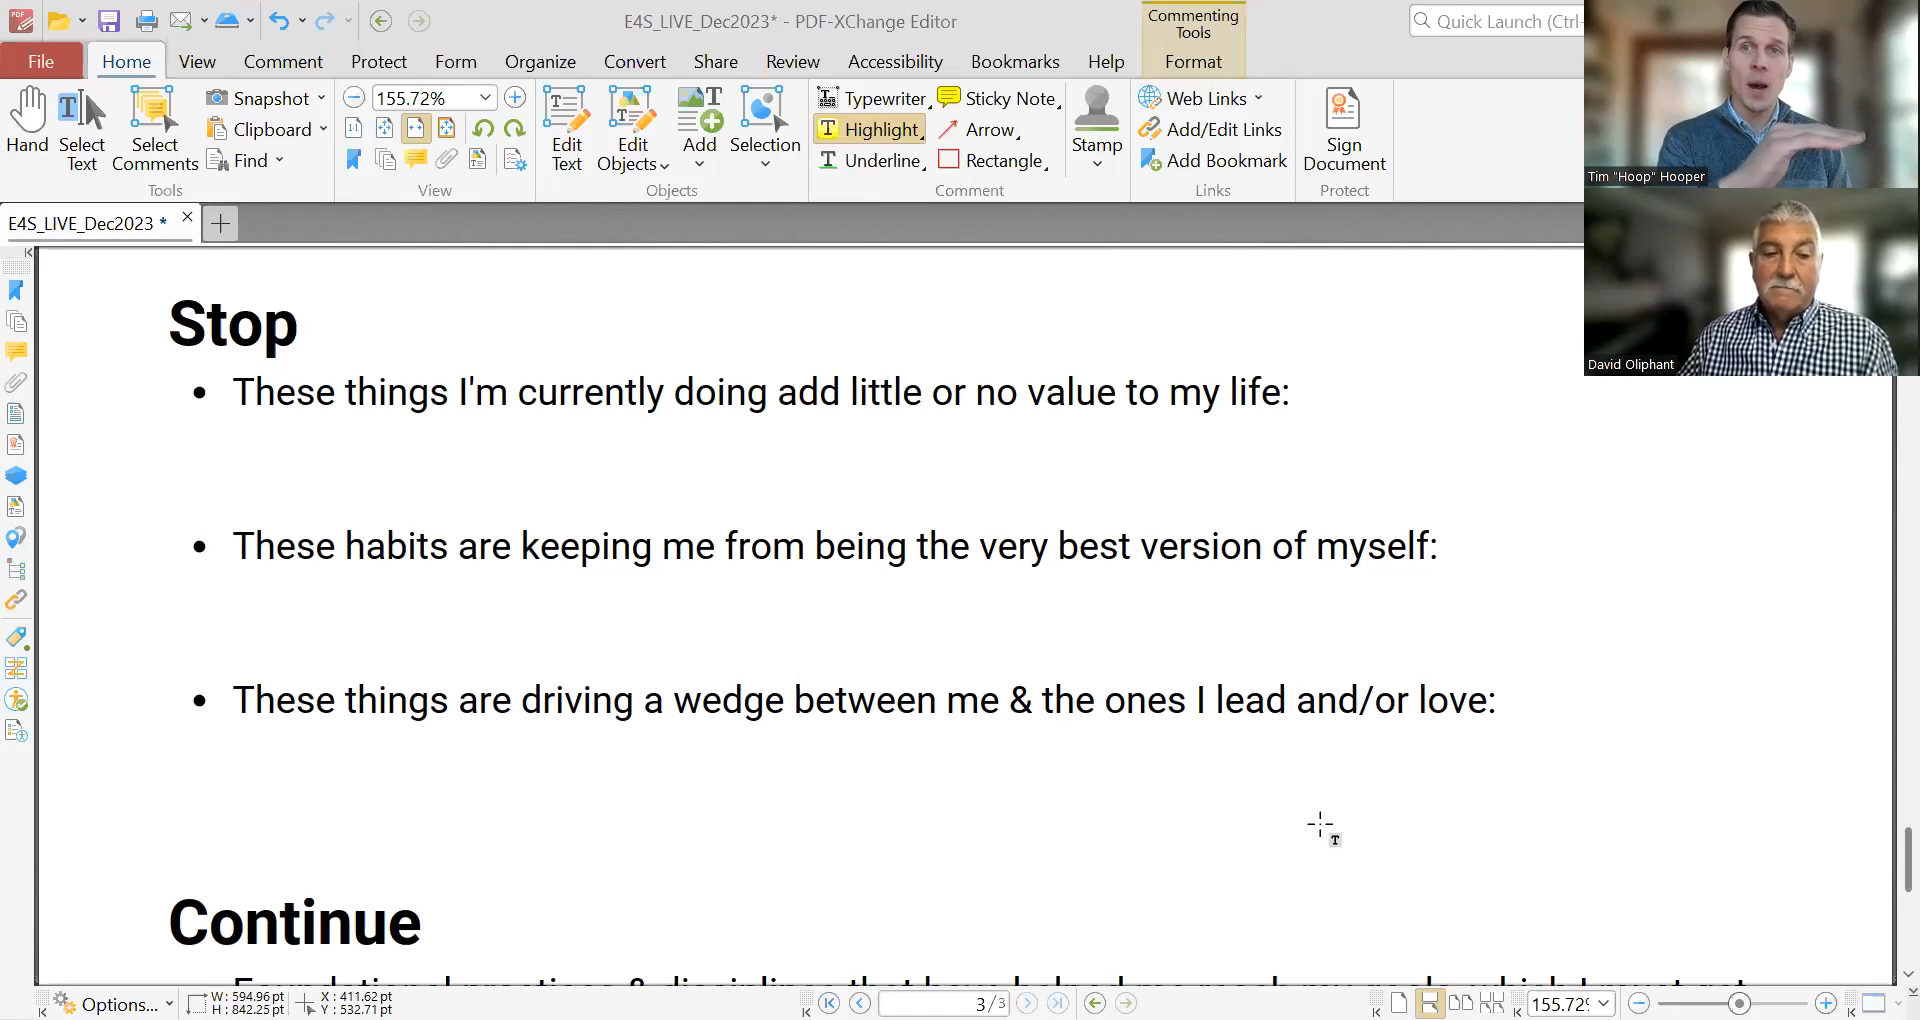 E4S_LIVE_Dec2023* - PDF-XChange Editor
Commenting Tools
Quick Launch (Ctrl-
File Home View Comment Protect Form Organize Convert Share Review Accessibility Bookmarks Help Format
Hand
Select Text
Select Comments
Snapshot
Clipboard
Find
Tools
155.72%
View
Edit Text
Edit Objects
Add
Selection
Objects
Typewriter
Highlight
Underline
Sticky Note
Arrow
Rectangle
Stamp
Comment
Web Links
Add/Edit Links
Add Bookmark
Links
Sign Document
Protect
Tim "Hoop" Hooper
David Oliphant
E4S_LIVE_Dec2023 *
Stop
• These things I'm currently doing add little or no value to my life:
• These habits are keeping me from being the very best version of myself:
• These things are driving a wedge between me & the ones I lead and/or love:
Continue
Options...
W: 594.96 pt
H: 842.25 pt
X: 411.62 pt
Y: 532.71 pt
3 / 3
155.72%